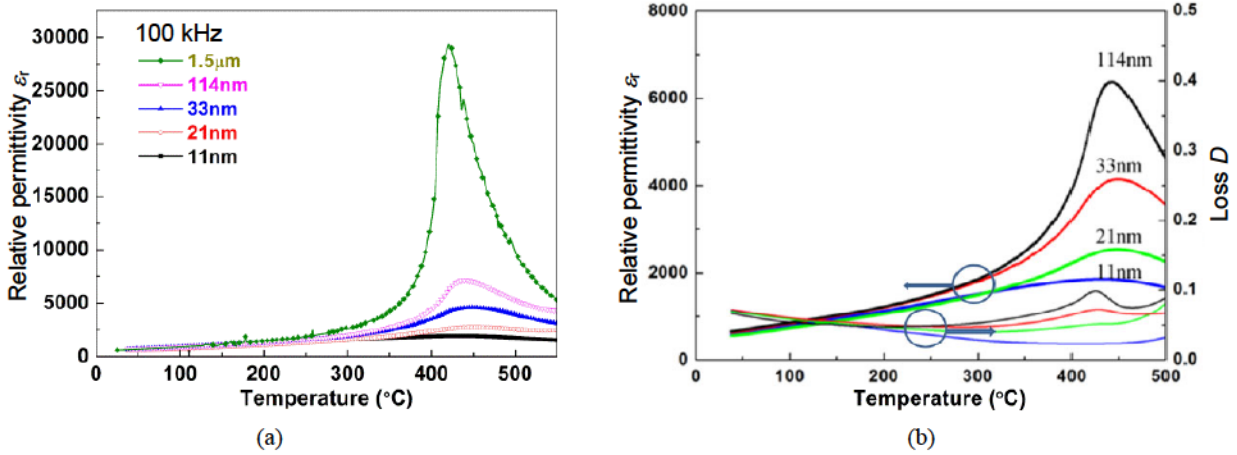 100 kHz
1.5μm
114nm
33nm
21nm
11nm
30000
25000
20000
15000
10000
5000
0
Relative permittivity εr
0 100 200 300 400 500
Temperature (°C)
(a)
8000
6000
4000
2000
0
Relative permittivity εr
114nm
33nm
21nm
11nm
0.5
0.4
0.3
0.2
0.1
0.0
Loss D
0 100 200 300 400 500
Temperature (°C)
(b)